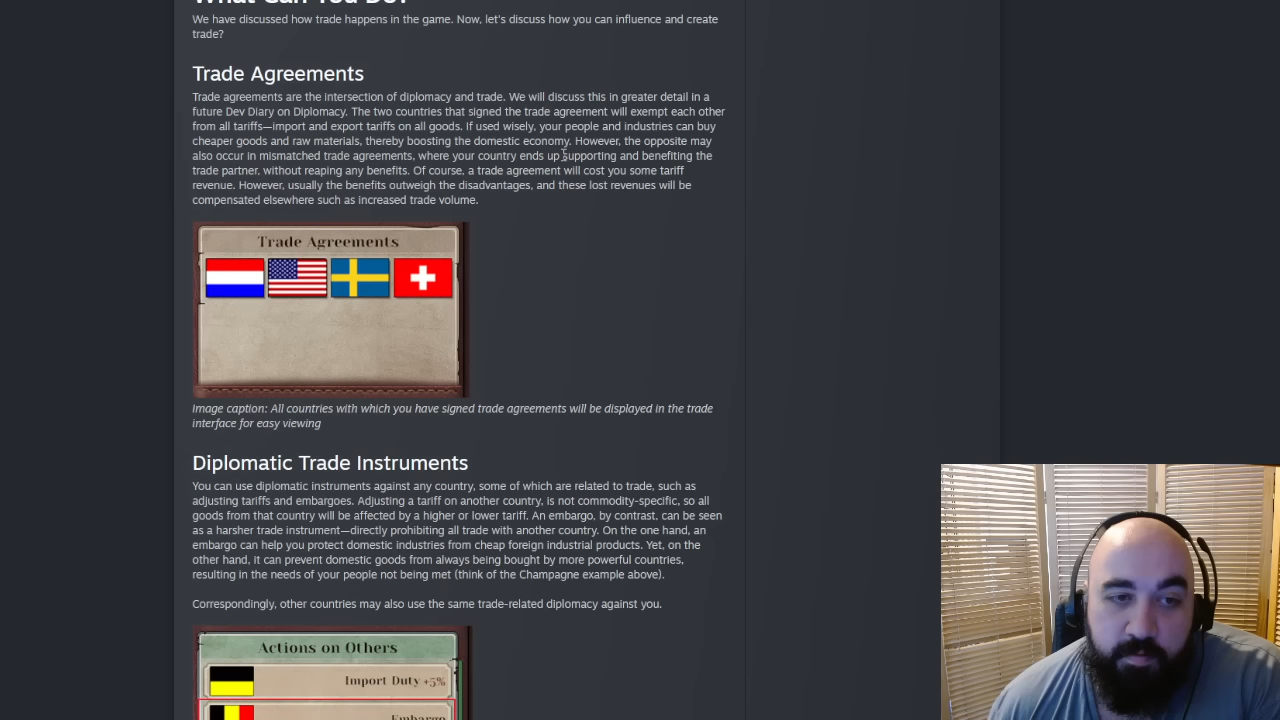 What Can You Do?
We have discussed how trade happens in the game. Now, let's discuss how you can influence and create
trade?
Trade Agreements
Trade agreements are the intersection of diplomacy and trade. We will discuss this in greater detail in a
future Dev Diary on Diplomacy. The two countries that signed the trade agreement will exempt each other
from all tariffs—import and export tariffs on all goods. If used wisely, your people and industries can buy
cheaper goods and raw materials, thereby boosting the domestic economy. However, the opposite may
also occur in mismatched trade agreements, where your country ends up supporting and benefiting the
trade partner, without reaping any benefits. Of course, a trade agreement will cost you some tariff
revenue. However, usually the benefits outweigh the disadvantages, and these lost revenues will be
compensated elsewhere such as increased trade volume.
Trade Agreements
Image caption: All countries with which you have signed trade agreements will be displayed in the trade
interface for easy viewing
Diplomatic Trade Instruments
You can use diplomatic instruments against any country, some of which are related to trade, such as
adjusting tariffs and embargoes. Adjusting a tariff on another country, is not commodity-specific, so all
goods from that country will be affected by a higher or lower tariff. An embargo, by contrast, can be seen
as a harsher trade instrument—directly prohibiting all trade with another country. On the one hand, an
embargo can help you protect domestic industries from cheap foreign industrial products. Yet, on the
other hand, it can prevent domestic goods from always being bought by more powerful countries,
resulting in the needs of your people not being met (think of the Champagne example above).
Correspondingly, other countries may also use the same trade-related diplomacy against you.
Actions on Others
Import Duty +5%
Embargo